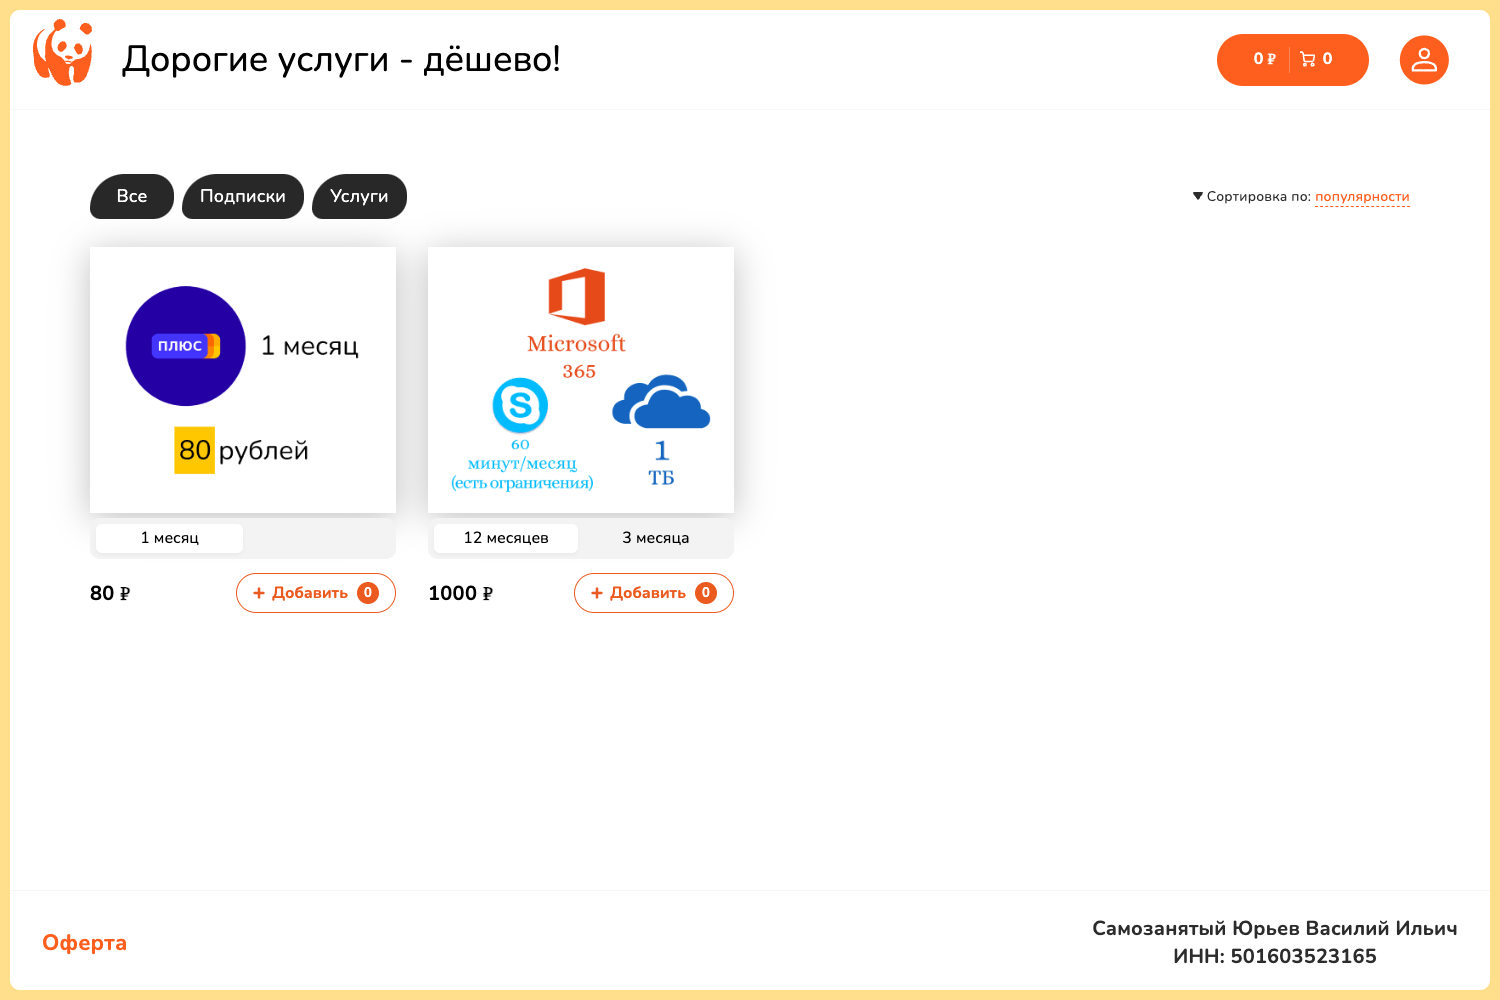 Дорогие услуги - дёшево!
0 ₽ 0
Все Подписки Услуги
Сортировка по: популярности
плюс 1 месяц
80 рублей
1 месяц
80 ₽ + Добавить 0
Microsoft
365
60
минут/месяц
(есть ограничения)
1
ТБ
12 месяцев 3 месяца
1000 ₽ + Добавить 0
Оферта
Самозанятый Юрьев Василий Ильич
ИНН: 501603523165